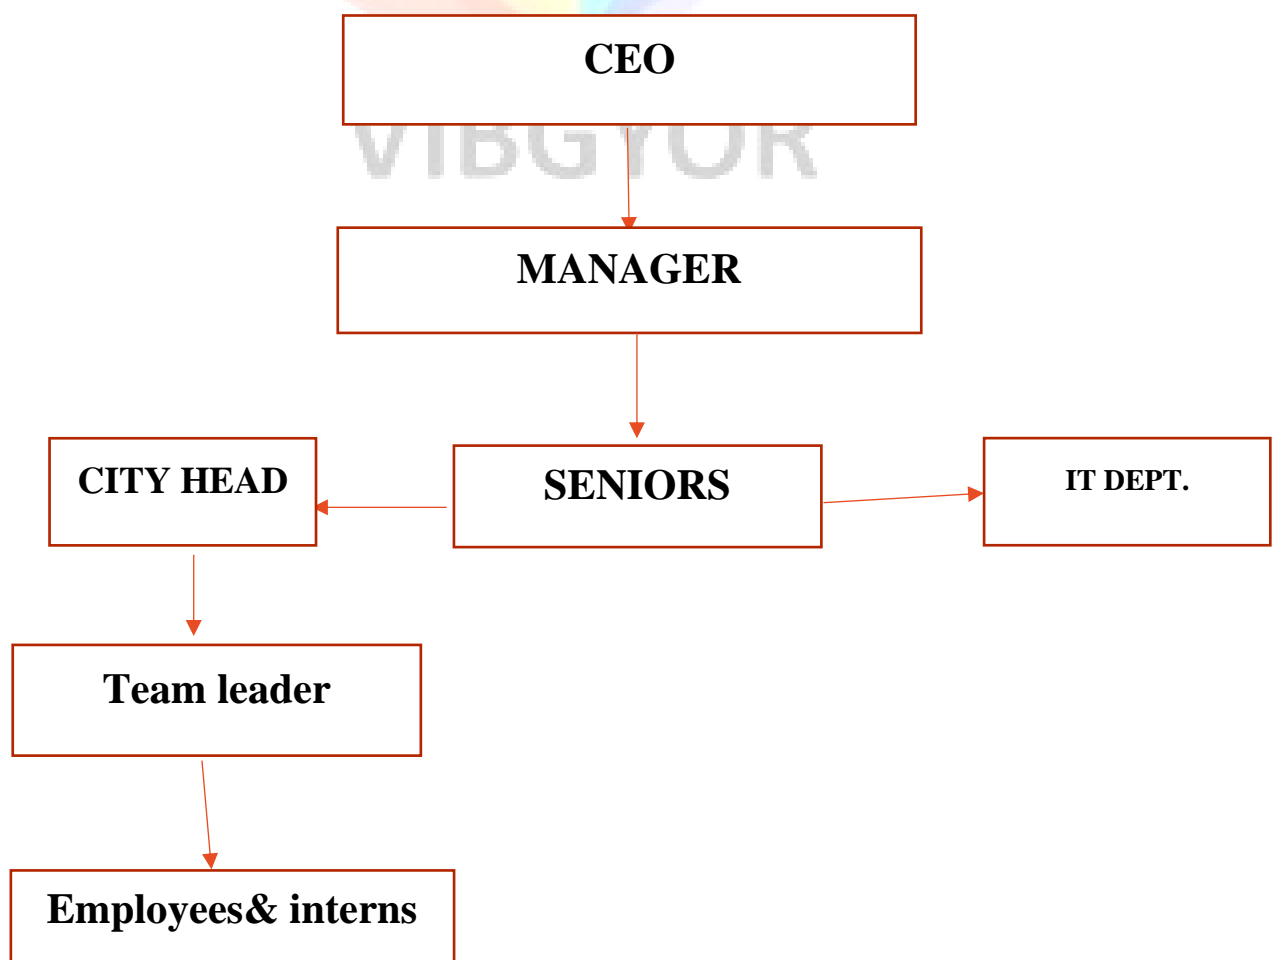 CEO
VIBGYOR
MANAGER
CITY HEAD
SENIORS
IT DEPT.
Team leader
Employees& interns